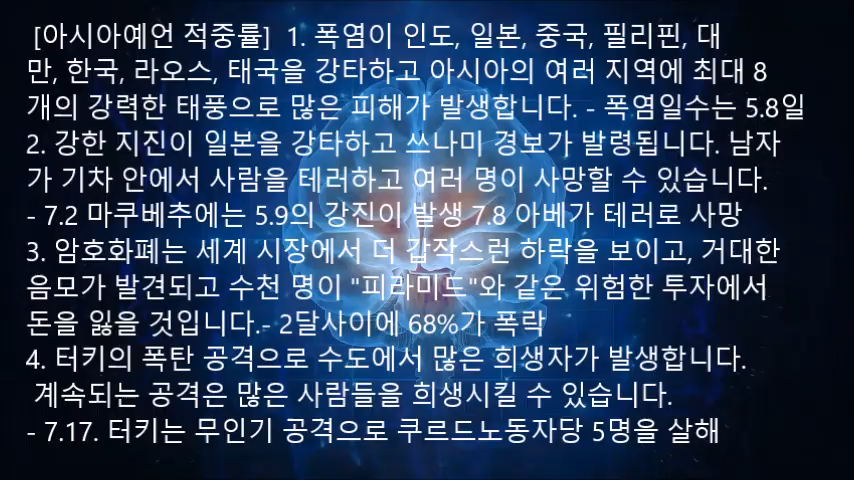 [아시아예언 적중률]  1. 폭염이 인도, 일본, 중국, 필리핀, 대
만, 한국, 라오스, 태국을 강타하고 아시아의 여러 지역에 최대 8
개의 강력한 태풍으로 많은 피해가 발생합니다. - 폭염일수는 5.8일
2. 강한 지진이 일본을 강타하고 쓰나미 경보가 발령됩니다. 남자
가 기차 안에서 사람을 테러하고 여러 명이 사망할 수 있습니다.
- 7.2 마쿠베추에는 5.9의 강진이 발생 7.8 아베가 테러로 사망
3. 암호화폐는 세계 시장에서 더 갑작스런 하락을 보이고, 거대한
음모가 발견되고 수천 명이 "피라미드"와 같은 위험한 투자에서
돈을 잃을 것입니다.- 2달사이에 68%가 폭락
4. 터키의 폭탄 공격으로 수도에서 많은 희생자가 발생합니다.
계속되는 공격은 많은 사람들을 희생시킬 수 있습니다.
- 7.17. 터키는 무인기 공격으로 쿠르드노동자당 5명을 살해